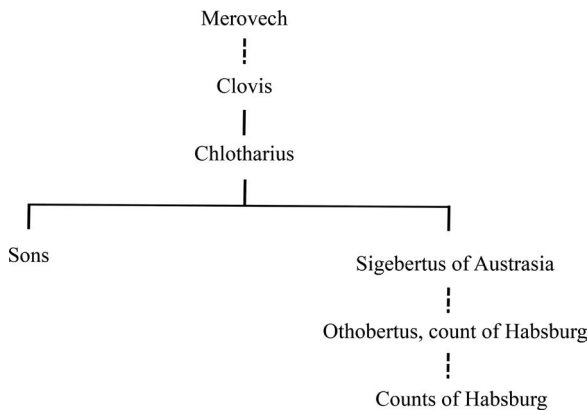 Merovech
Clovis
Chlotharius
Sons
Sigebertus of Austrasia
Othobertus, count of Habsburg
Counts of Habsburg